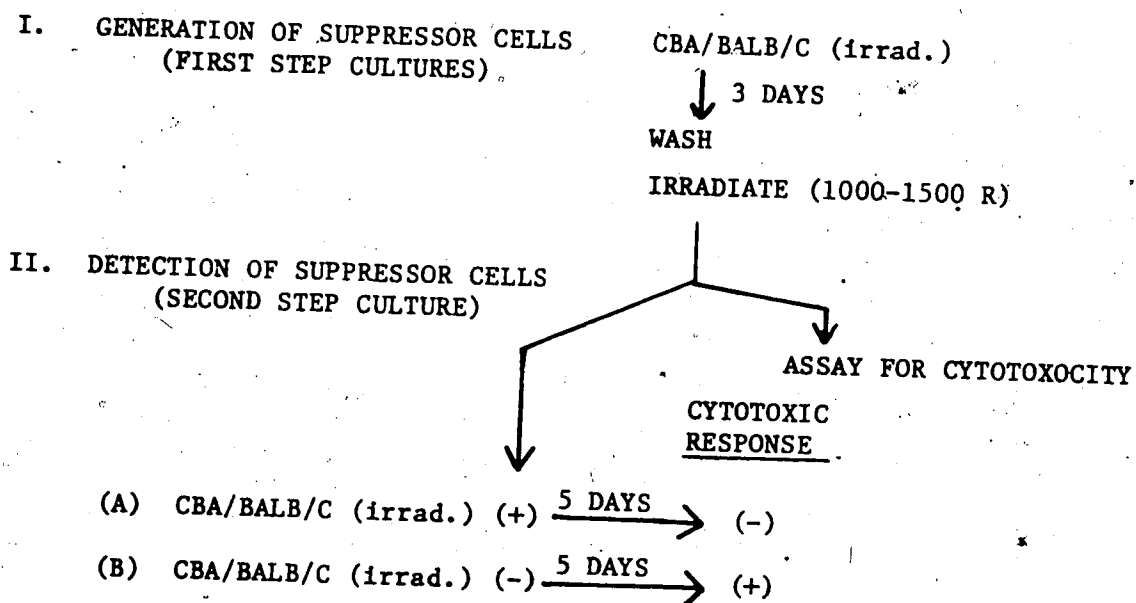 I. GENERATION OF SUPPRESSOR CELLS CBA/BALB/C (irrad.)
(FIRST STEP CULTURES)
3 DAYS
WASH
IRRADIATE (1000-1500 R)
II. DETECTION OF SUPPRESSOR CELLS
(SECOND STEP CULTURE)
ASSAY FOR CYTOTOXOCITY
CYTOTOXIC
RESPONSE
(A) CBA/BALB/C (irrad.) (+) 5 DAYS (-)
(B) CBA/BALB/C (irrad.) (-) 5 DAYS (+)